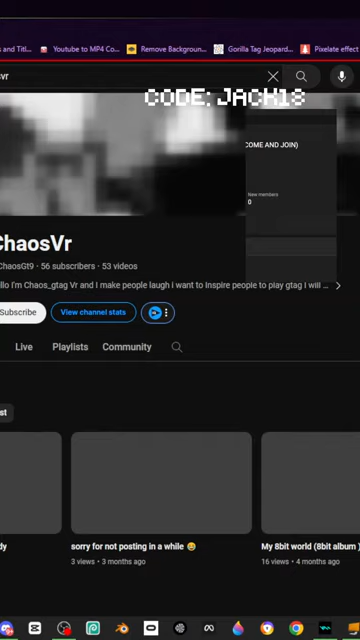 s and Titl...
Youtube to MP4 Co...
Remove Backgroun...
Gorilla Tag Jeopard...
Pixelate effect
vr
CODE: JACK18
COME AND JOIN)
New members
0
ChaosVr
ChaosGt9 • 56 subscribers • 53 videos
llo I'm Chaos_gtag Vr and I make people laugh i want to Inspire people to play gtag I will ...
Subscribe
View channel stats
Live
Playlists
Community
st
dy
sorry for not posting in a while 😂
My 8bit world (8bit album )
3 views • 3 months ago
16 views • 4 months ago